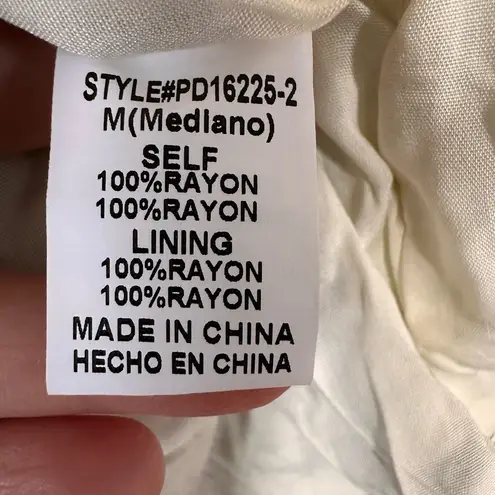 STYLE#PD16225-2
M(Mediano)
SELF
100%RAYON
100%RAYON
LINING
100%RAYON
100%RAYON
MADE IN CHINA
HECHO EN CHINA